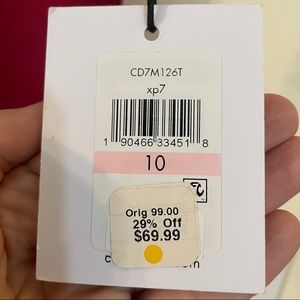 CD7M126T
xp7
1 90466 33451 8
10
Orig 99.00
29% Off
$69.99